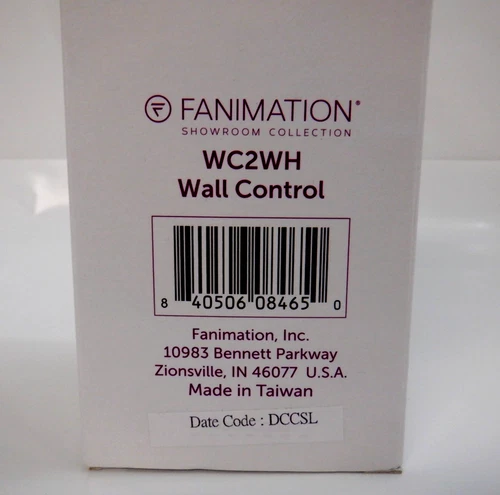 FANIMATION®
SHOWROOM COLLECTION
WC2WH
Wall Control
8 40506 08465 0
Fanimation, Inc.
10983 Bennett Parkway
Zionsville, IN 46077 U.S.A.
Made in Taiwan
Date Code : DCCSL